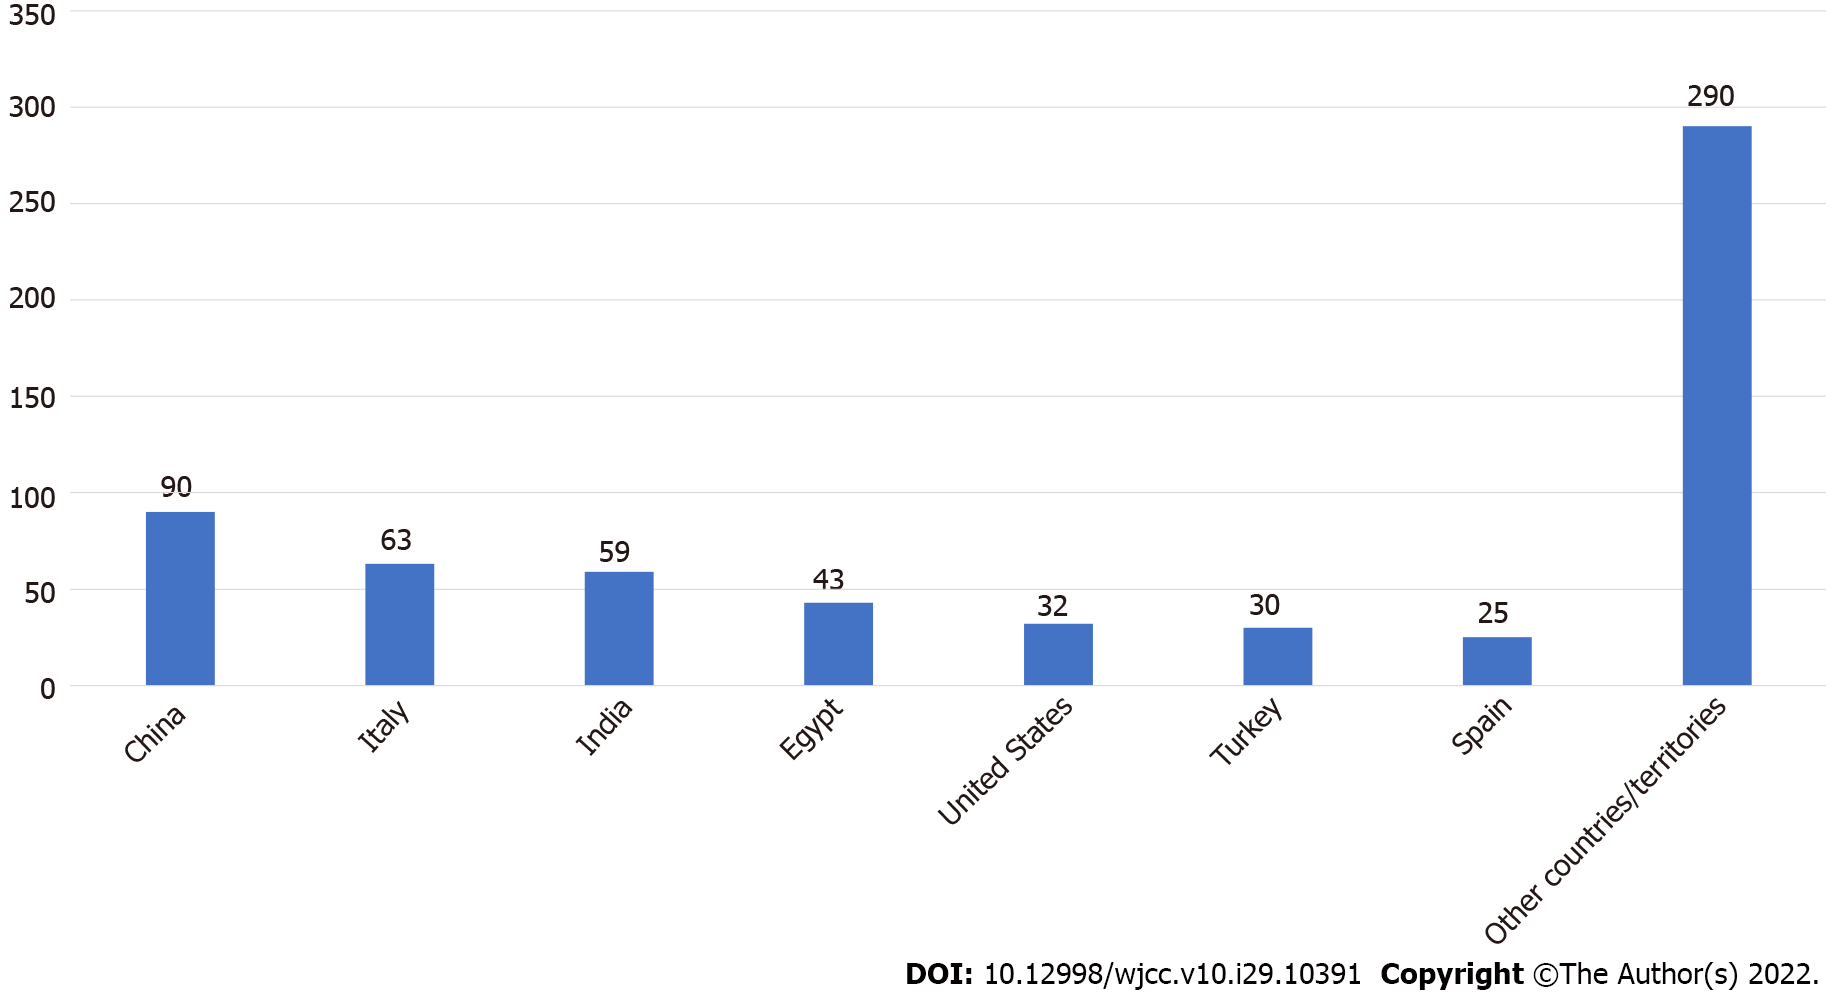 350
300
250
200
150
100
50
0
90
63
59
43
32
30
25
290
China
Italy
India
Egypt
United States
Turkey
Spain
Other countries/territories
DOI: 10.12998/wjcc.v10.i29.10391 Copyright ©The Author(s) 2022.